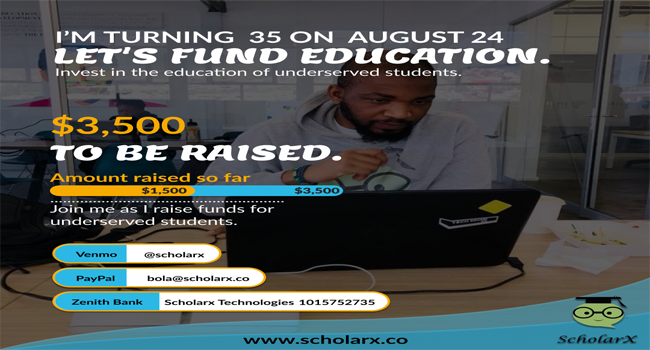 I'M TURNING 35 ON AUGUST 24
LET'S FUND EDUCATION.
Invest in the education of underserved students.
$3,500
TO BE RAISED.
Amount raised so far
$1,500 $3,500
Join me as I raise funds for
underserved students.
Venmo @scholarx
PayPal bola@scholarx.co
Zenith Bank Scholarx Technologies 1015752735
ScholarX
www.scholarx.co